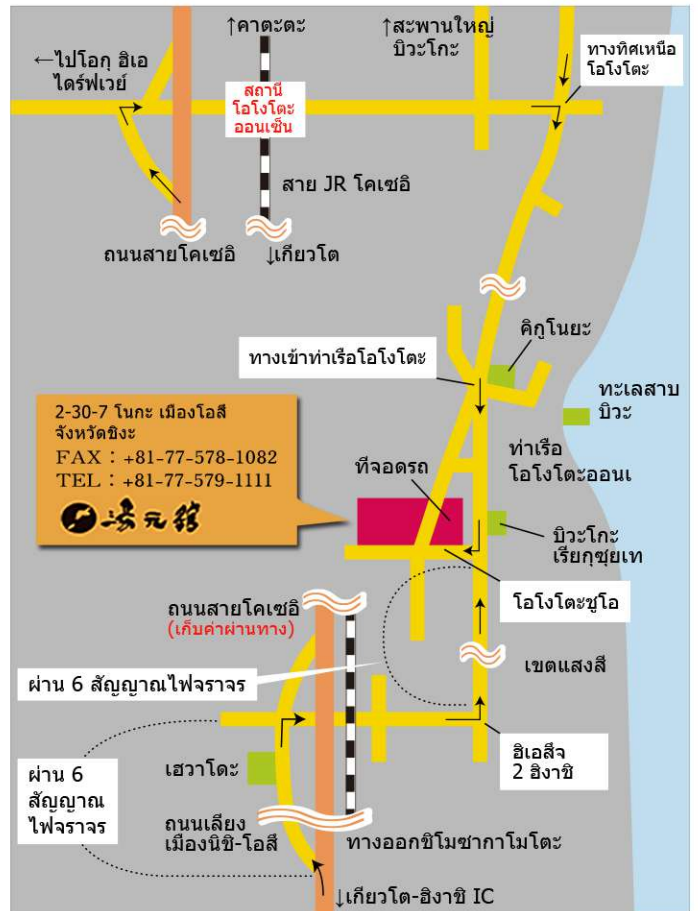 ↑คาตะตะ
↑สะพานใหญ่
บิวะโกะ
←ไปโอกุ ฮิเอ
ไดร์ฟเวย์
ทางทิศเหนือ
โอโงโตะ
สถานี
โอโงโตะ
ออนเซ็น
สาย JR โคเซอิ
ถนนสายโคเซอิ
↓เกียวโต
คิกูโนยะ
ทางเข้าท่าเรือโอโงโตะ
ทะเลสาบ
บิวะ
2-30-7 โนกะ เมืองโอสึ
จังหวัดชิงะ
FAX : +81-77-578-1082
TEL : +81-77-579-1111
湯元舘
ที่จอดรถ
ท่าเรือ
โอโงโตะออนเ
บิวะโกะ
เรียกุซุยเท
โอโงโตะชูโอ
ถนนสายโคเซอิ
(เก็บค่าผ่านทาง)
เขตแสงสี
ผ่าน 6 สัญญาณไฟจราจร
ฮิเอสึจ
2 ฮิงาชิ
เฮวาโดะ
ผ่าน 6
สัญญาณ
ไฟจราจร
ถนนเลียง
เมืองนิชิ-โอสึ
ทางออกชิโมซากาโมโตะ
↓เกียวโต-ฮิงาชิ IC